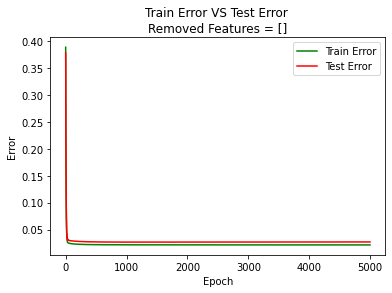 Train Error VS Test Error
Removed Features = []
Train Error
Test Error
0.40
0.35
0.30
0.25
0.20
0.15
0.10
0.05
Error
0
1000
2000
3000
4000
5000
Epoch